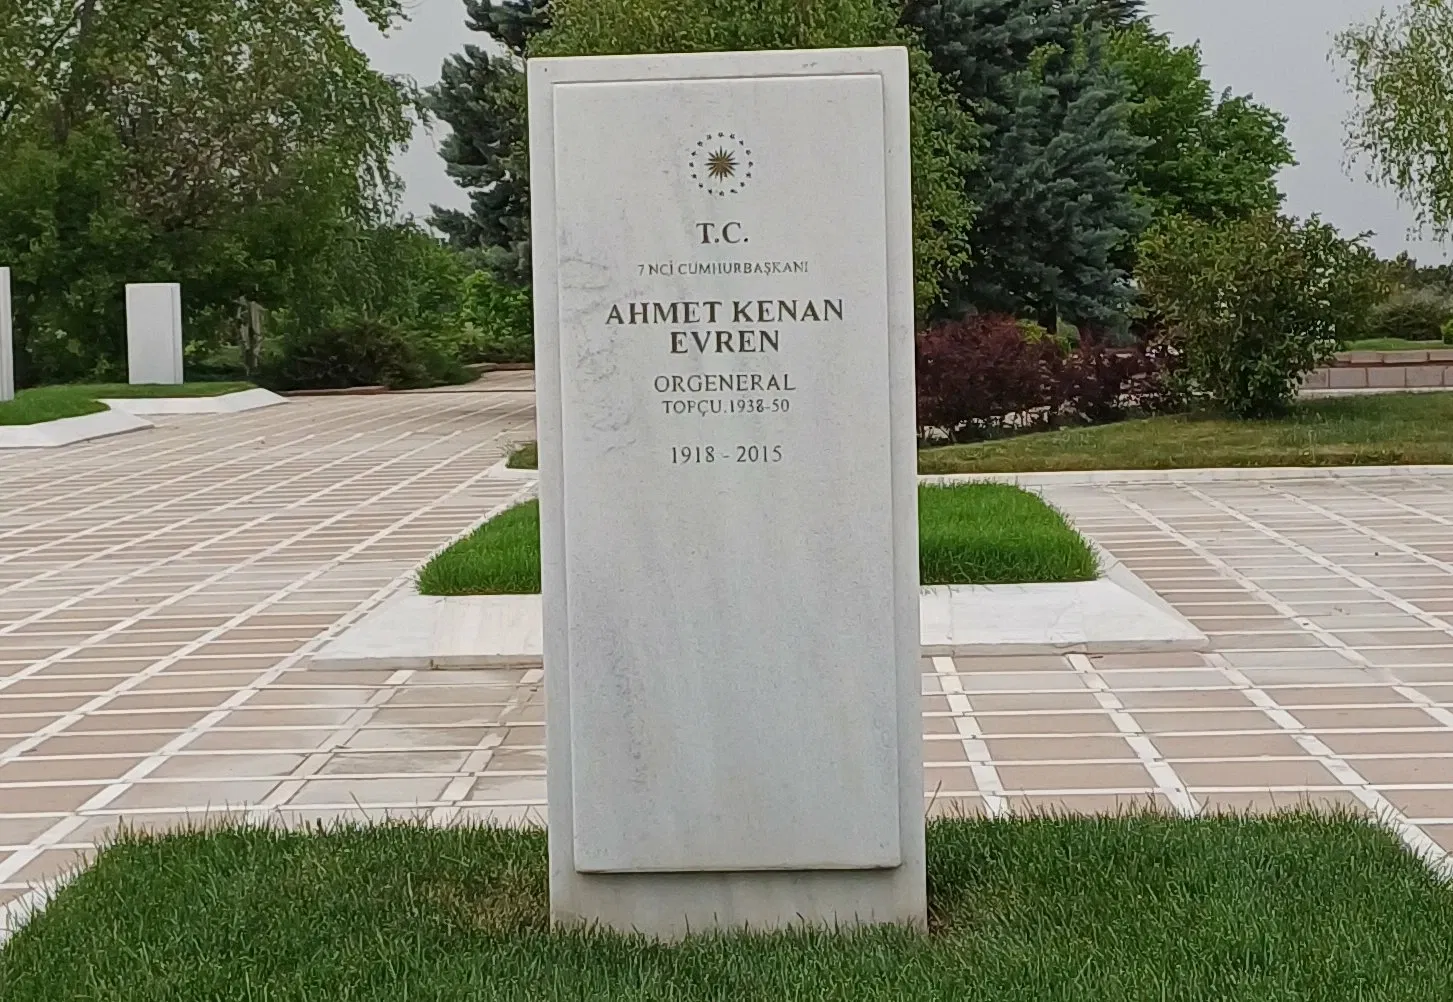 T.C.
7 NCİ CUMHURBAŞKANI
AHMET KENAN
EVREN
ORGENERAL
TOPÇU.1938-50
1918 - 2015